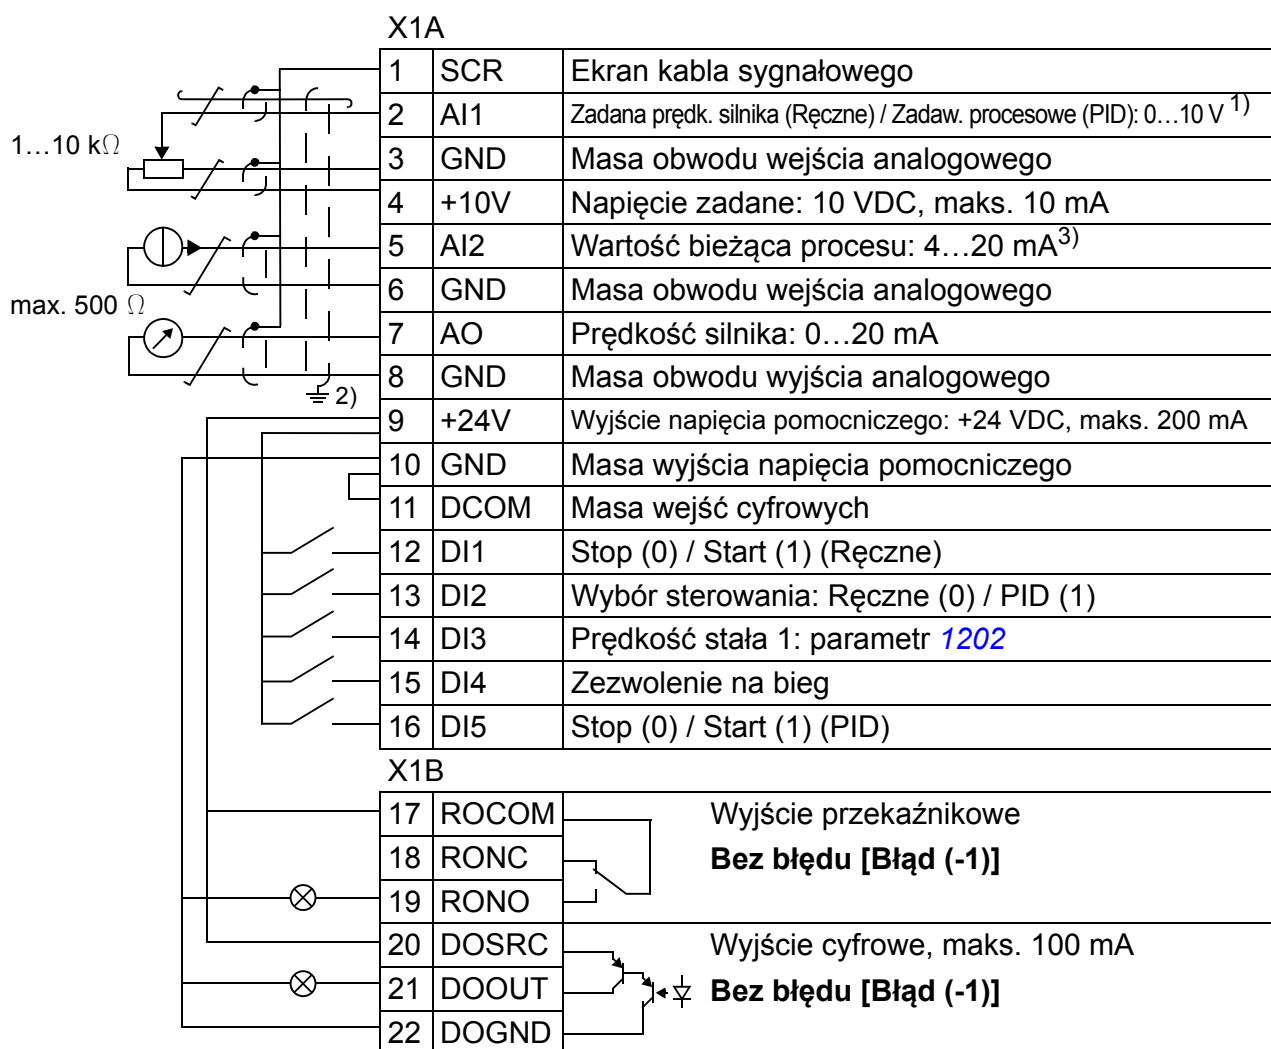 X1A
1 SCR Ekran kabla sygnałowego
2 AI1 Zadana prędk. silnika (Ręczne) / Zadaw. procesowe (PID): 0…10 V 1)
1…10 kΩ
3 GND Masa obwodu wejścia analogowego
4 +10V Napięcie zadane: 10 VDC, maks. 10 mA
5 AI2 Wartość bieżąca procesu: 4…20 mA3)
6 GND Masa obwodu wejścia analogowego
max. 500 Ω
7 AO Prędkość silnika: 0…20 mA
8 GND Masa obwodu wyjścia analogowego
2)
9 +24V Wyjście napięcia pomocniczego: +24 VDC, maks. 200 mA
10 GND Masa wyjścia napięcia pomocniczego
11 DCOM Masa wejść cyfrowych
12 DI1 Stop (0) / Start (1) (Ręczne)
13 DI2 Wybór sterowania: Ręczne (0) / PID (1)
14 DI3 Prędkość stała 1: parametr 1202
15 DI4 Zezwolenie na bieg
16 DI5 Stop (0) / Start (1) (PID)
X1B
17 ROCOM Wyjście przekaźnikowe
18 RONC Bez błędu [Błąd (-1)]
19 RONO
20 DOSRC Wyjście cyfrowe, maks. 100 mA
21 DOOUT Bez błędu [Błąd (-1)]
22 DOGND